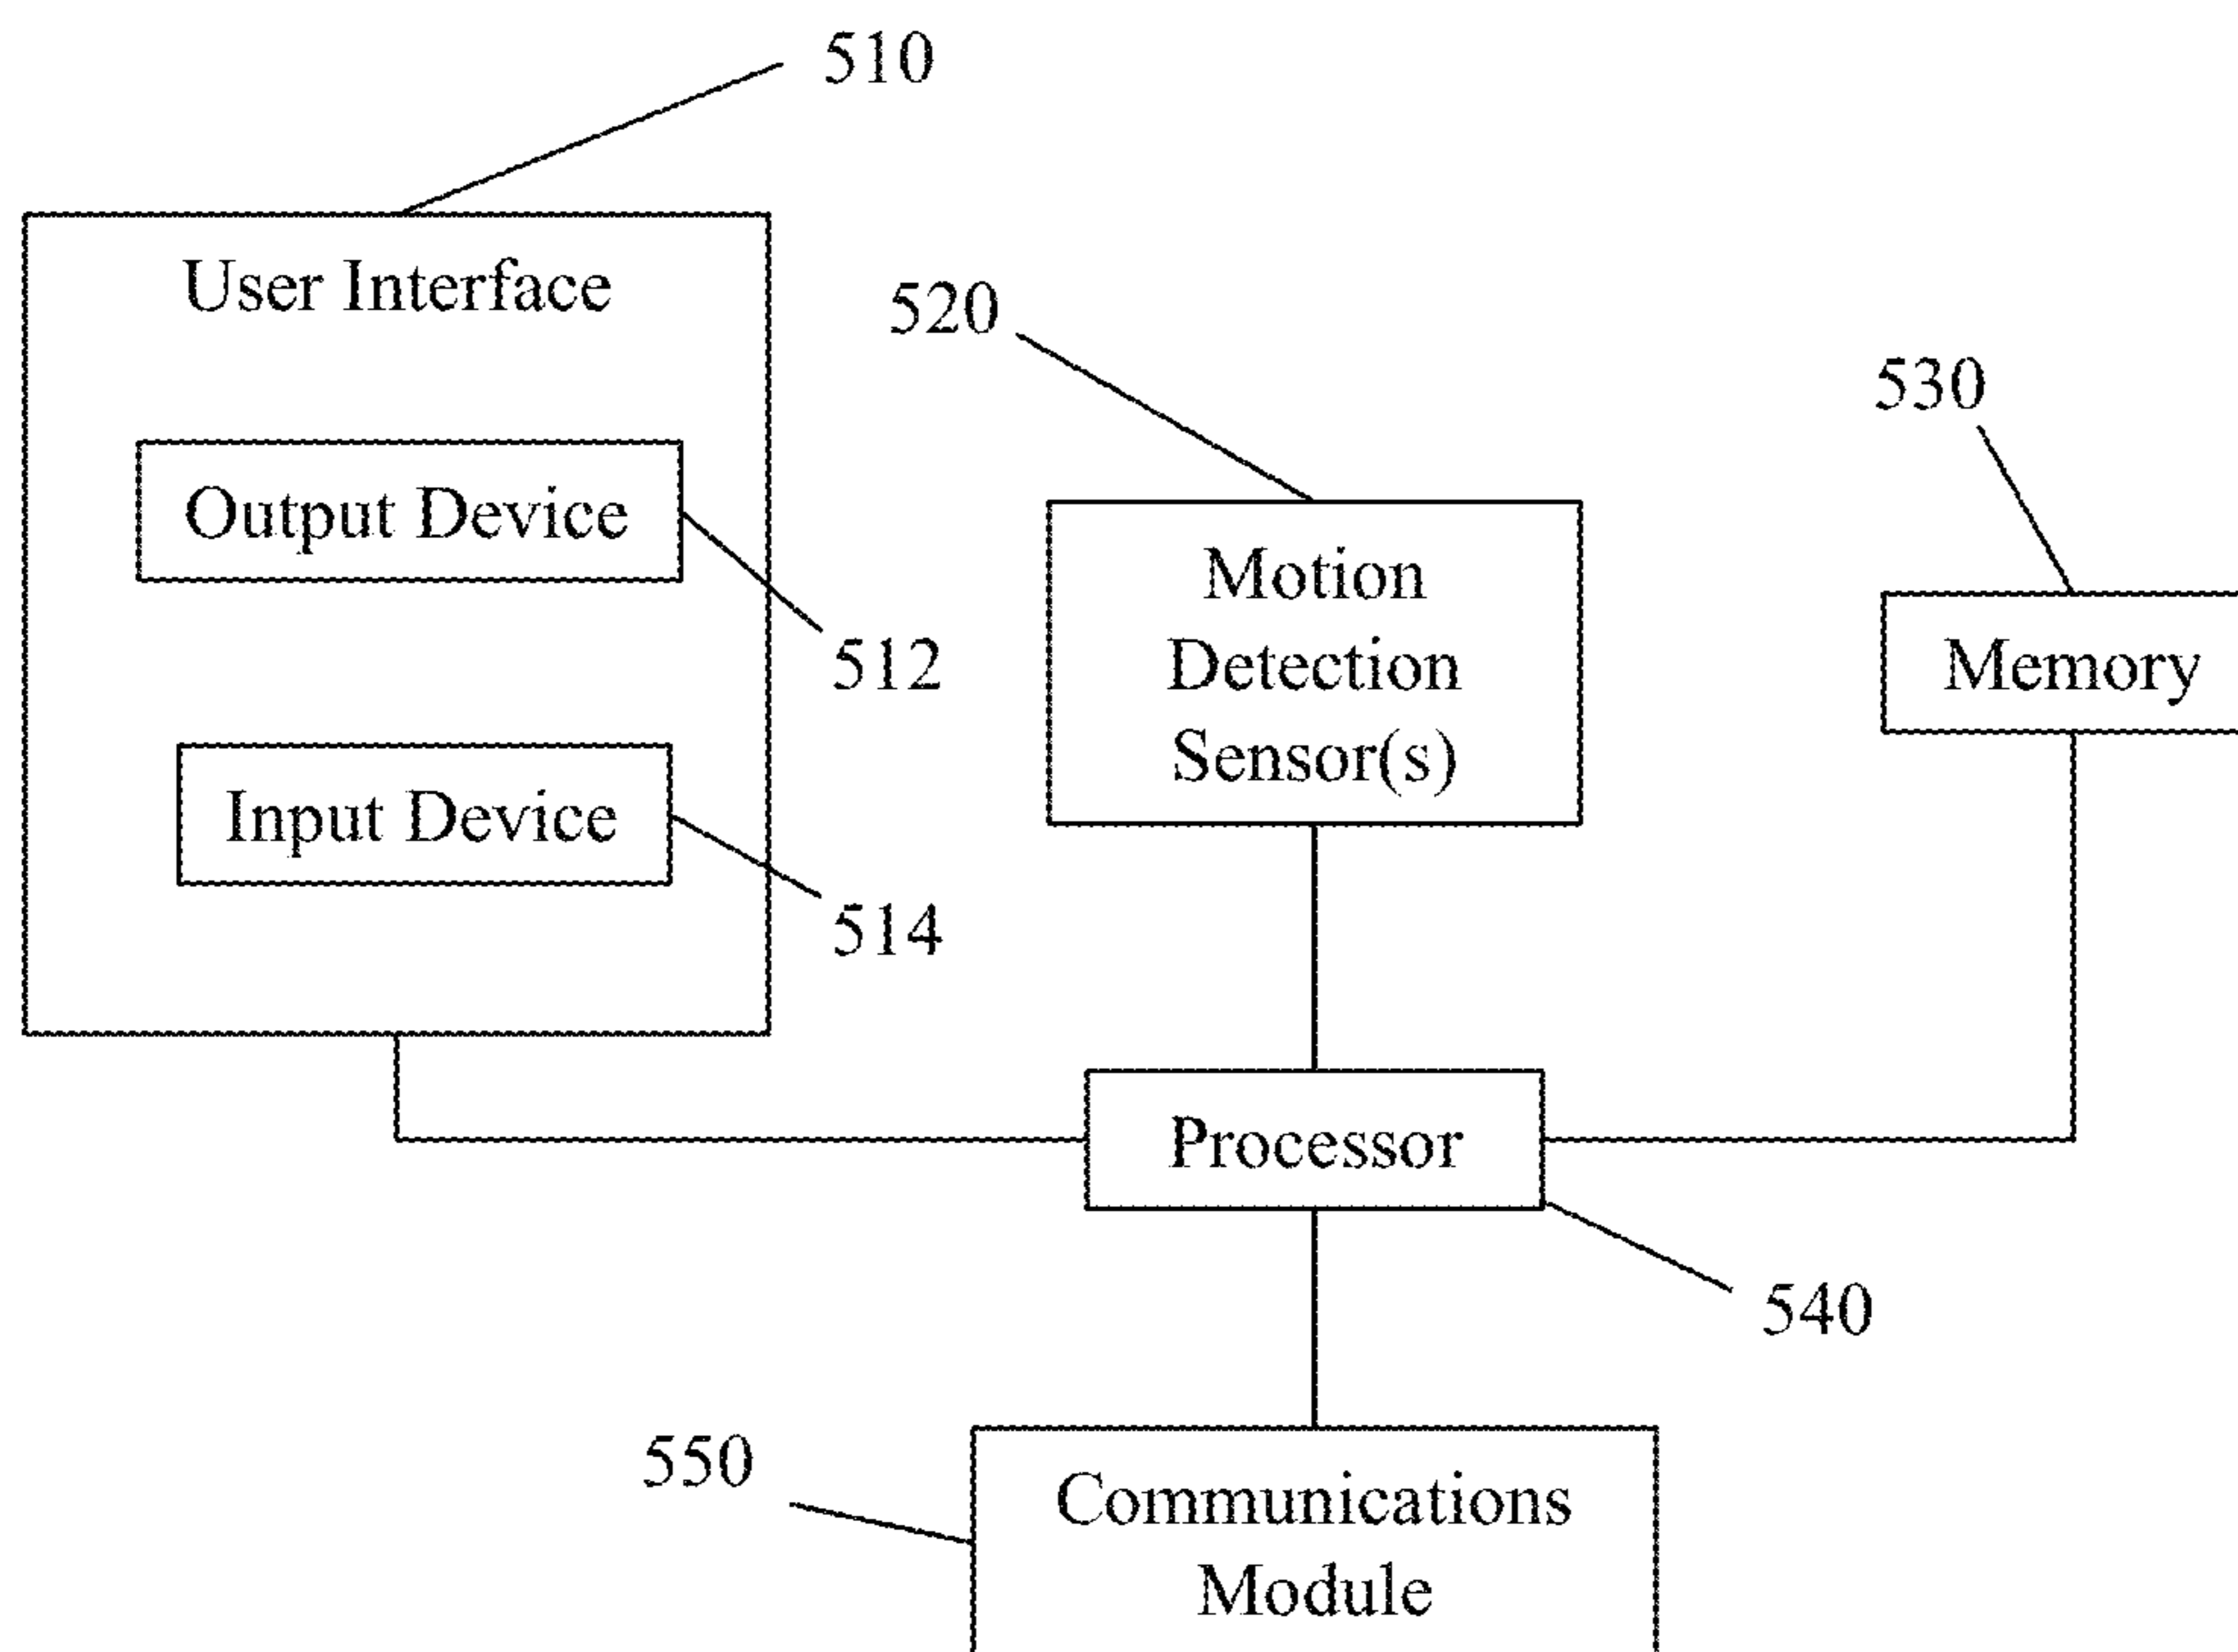 510
User Interface
520
530
Output Device
Motion
Detection
Sensor(s)
512
Memory
Input Device
514
Processor
540
550
Communications
Module